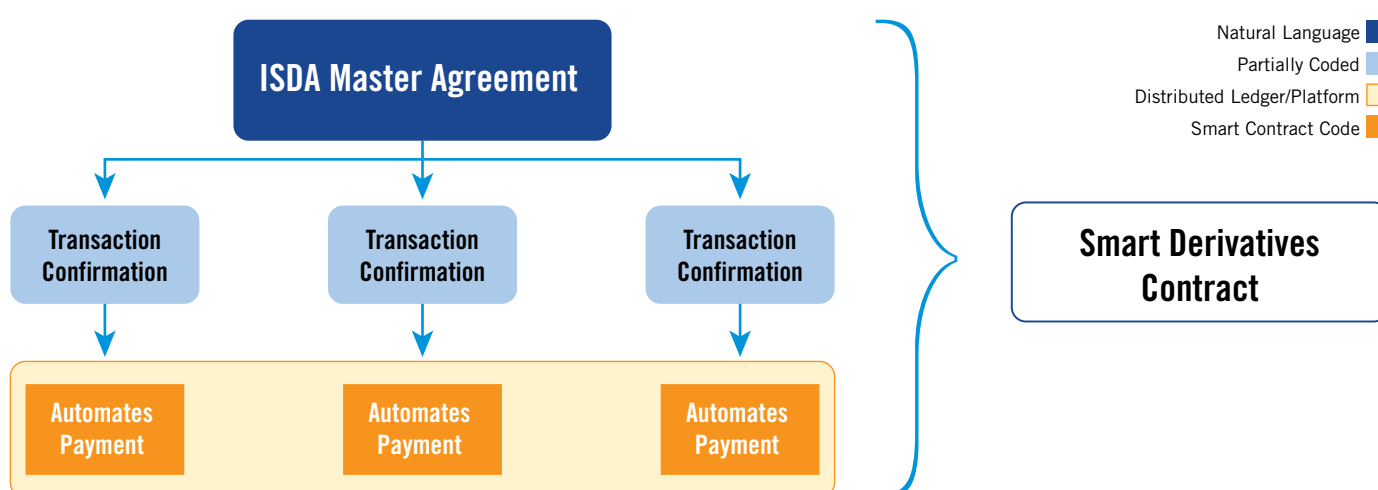 ISDA Master Agreement
Natural Language
Partially Coded
Distributed Ledger/Platform
Smart Contract Code
Transaction
Confirmation
Transaction
Confirmation
Transaction
Confirmation
Smart Derivatives
Contract
Automates
Payment
Automates
Payment
Automates
Payment